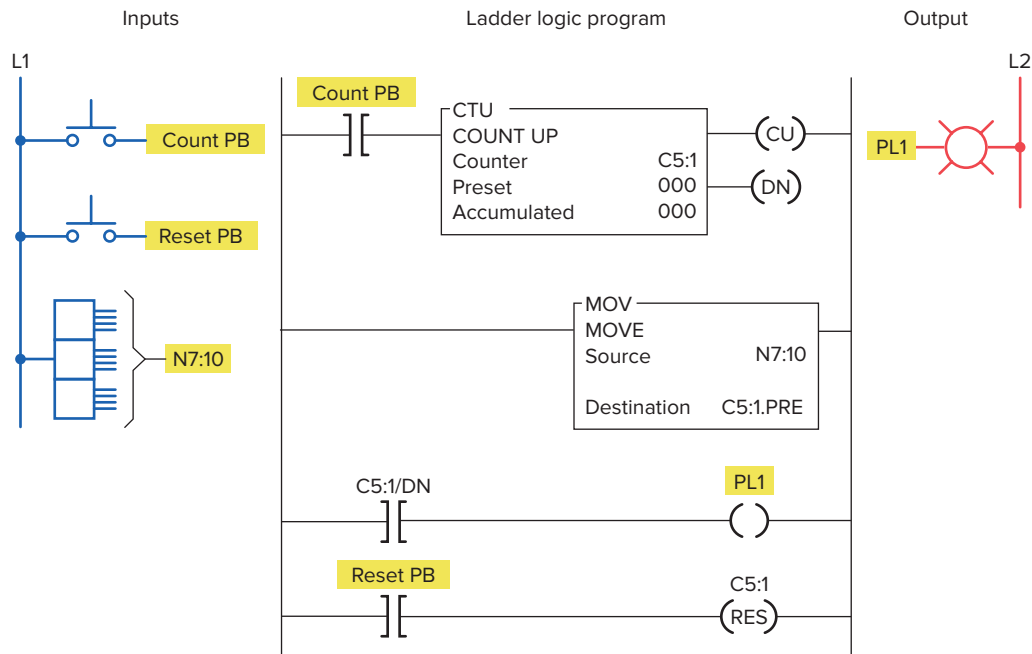 Inputs
Ladder logic program
Output
L1
L2
Count PB
Reset PB
N7:10
Count PB
CTU
COUNT UP
Counter C5:1
Preset 000
Accumulated 000
(CU)
(DN)
PL1
MOV
MOVE
Source N7:10
Destination C5:1.PRE
C5:1/DN
PL1
Reset PB
C5:1
(RES)